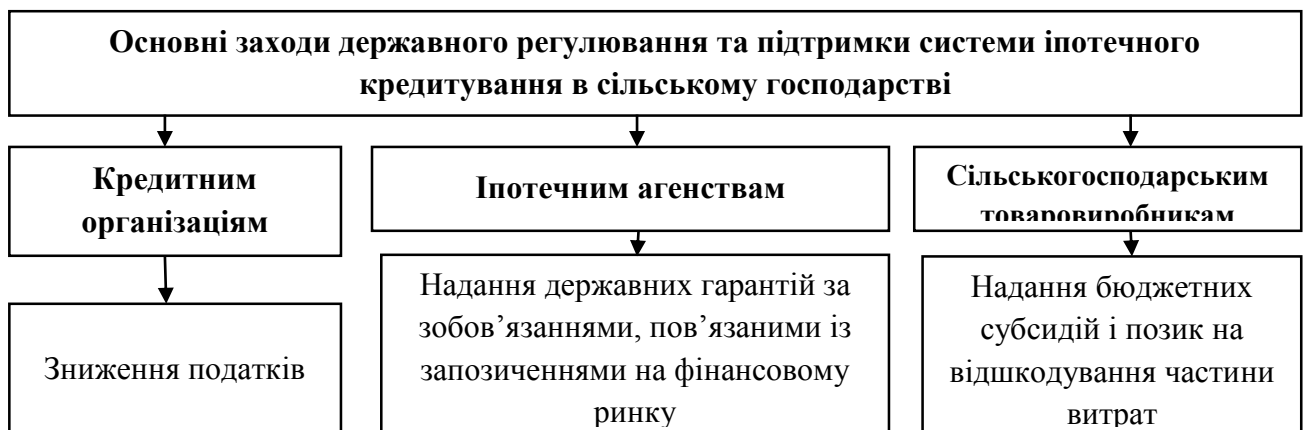 Основні заходи державного регулювання та підтримки системи іпотечного
кредитування в сільському господарстві
Кредитним
організаціям
Іпотечним агенствам
Сільськогосподарським
товаровиробникам
Зниження податків
Надання державних гарантій за
зобов’язаннями, пов’язаними із
запозиченнями на фінансовому
ринку
Надання бюджетних
субсидій і позик на
відшкодування частини
витрат